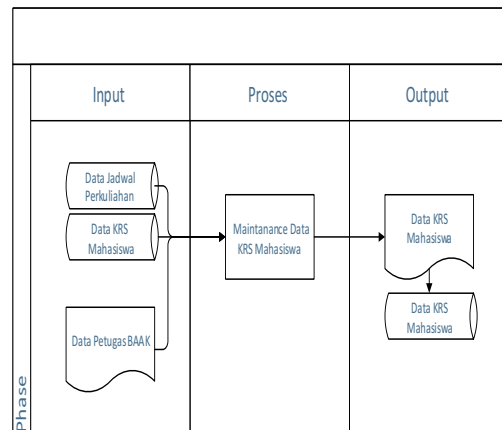 Input
Proses
Output
Data Jadwal
Perkuliahan
Data KRS
Mahasiswa
Data Petugas BAAK
Maintanance Data
KRS Mahasiswa
Data KRS
Mahasiswa
Data KRS
Mahasiswa
Phase